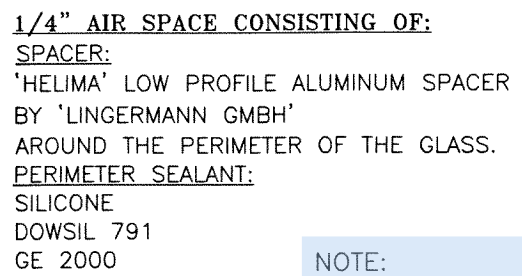 1/4" AIR SPACE CONSISTING OF:
SPACER:
'HELIMA' LOW PROFILE ALUMINUM SPACER
BY 'LINGERMANN GMBH'
AROUND THE PERIMETER OF THE GLASS.
PERIMETER SEALANT:
SILICONE
DOWSIL 791
GE 2000
NOTE: